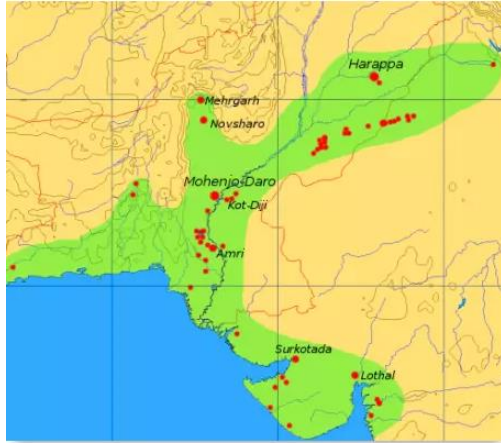 Harappa
Mehrgarh
Novsharo
Mohenjo-Daro
Kot-Diji
Amri
Surkotada
Lothal